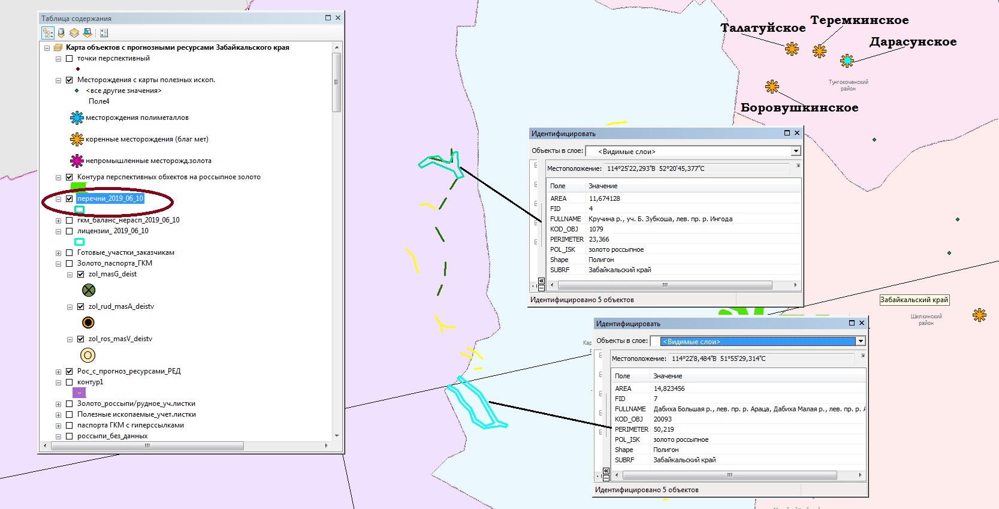 Таблица содержания
Карта объектов с прогнозными ресурсами Забайкальского края
точки перспективный
Месторождения с карты полезных ископ.
<все другие значения>
Поле4
месторождения полиметаллов
коренные месторождения (благ мет)
непромышленные месторожд.золота
Контура перспективных обхектов на россыпное золото
перечни_2019_06_10
гкм_баланс_нерасп_2019_06_10
лицензии_ 2019_06_10
Готовые_участки_заказчикам
Золото_паспорта_ГКМ
zol_masG_deist
zol_rud_masA_deistv
zol_ros_masV_deistv
Рос_с_прогноз_ресурсами_РЕД
контур1
Золото_россыпи/рудное_уч.листки
Полезные ископаемые_учет.листки
паспорта ГКМ с гиперссылками
россыпи_без_данных
Талатуйское
Теремкинское
Дарасунское
Тунгокоченский
район
Боровушкинское
Идентифицировать
Объекты в слое:
<Видимые слои>
Местоположение: 114°25'22,293"В 52°20'45,377"С
Поле Значение
AREA 11,674128
FID 4
FULLNAME Кручина р., уч. Б. Зубкоша, лев. пр. р. Ингода
KOD_OBJ 1079
PERIMETER 23,366
POL_ISK золото россыпное
Shape Полигон
SUBRF Забайкальский край
Идентифицировано 5 объектов
Забайкальский край
Шилкинский
район
Идентифицировать
Объекты в слое:
<Видимые слои>
Местоположение: 114°22'8,484"В 51°55'29,314"С
Поле Значение
AREA 14,823456
FID 7
FULLNAME Дабиха Большая р., лев. пр. р. Араца, Дабиха Малая р., лев. пр. р. А
KOD_OBJ 20093
PERIMETER 50,219
POL_ISK золото россыпное
Shape Полигон
SUBRF Забайкальский край
Идентифицировано 5 объектов